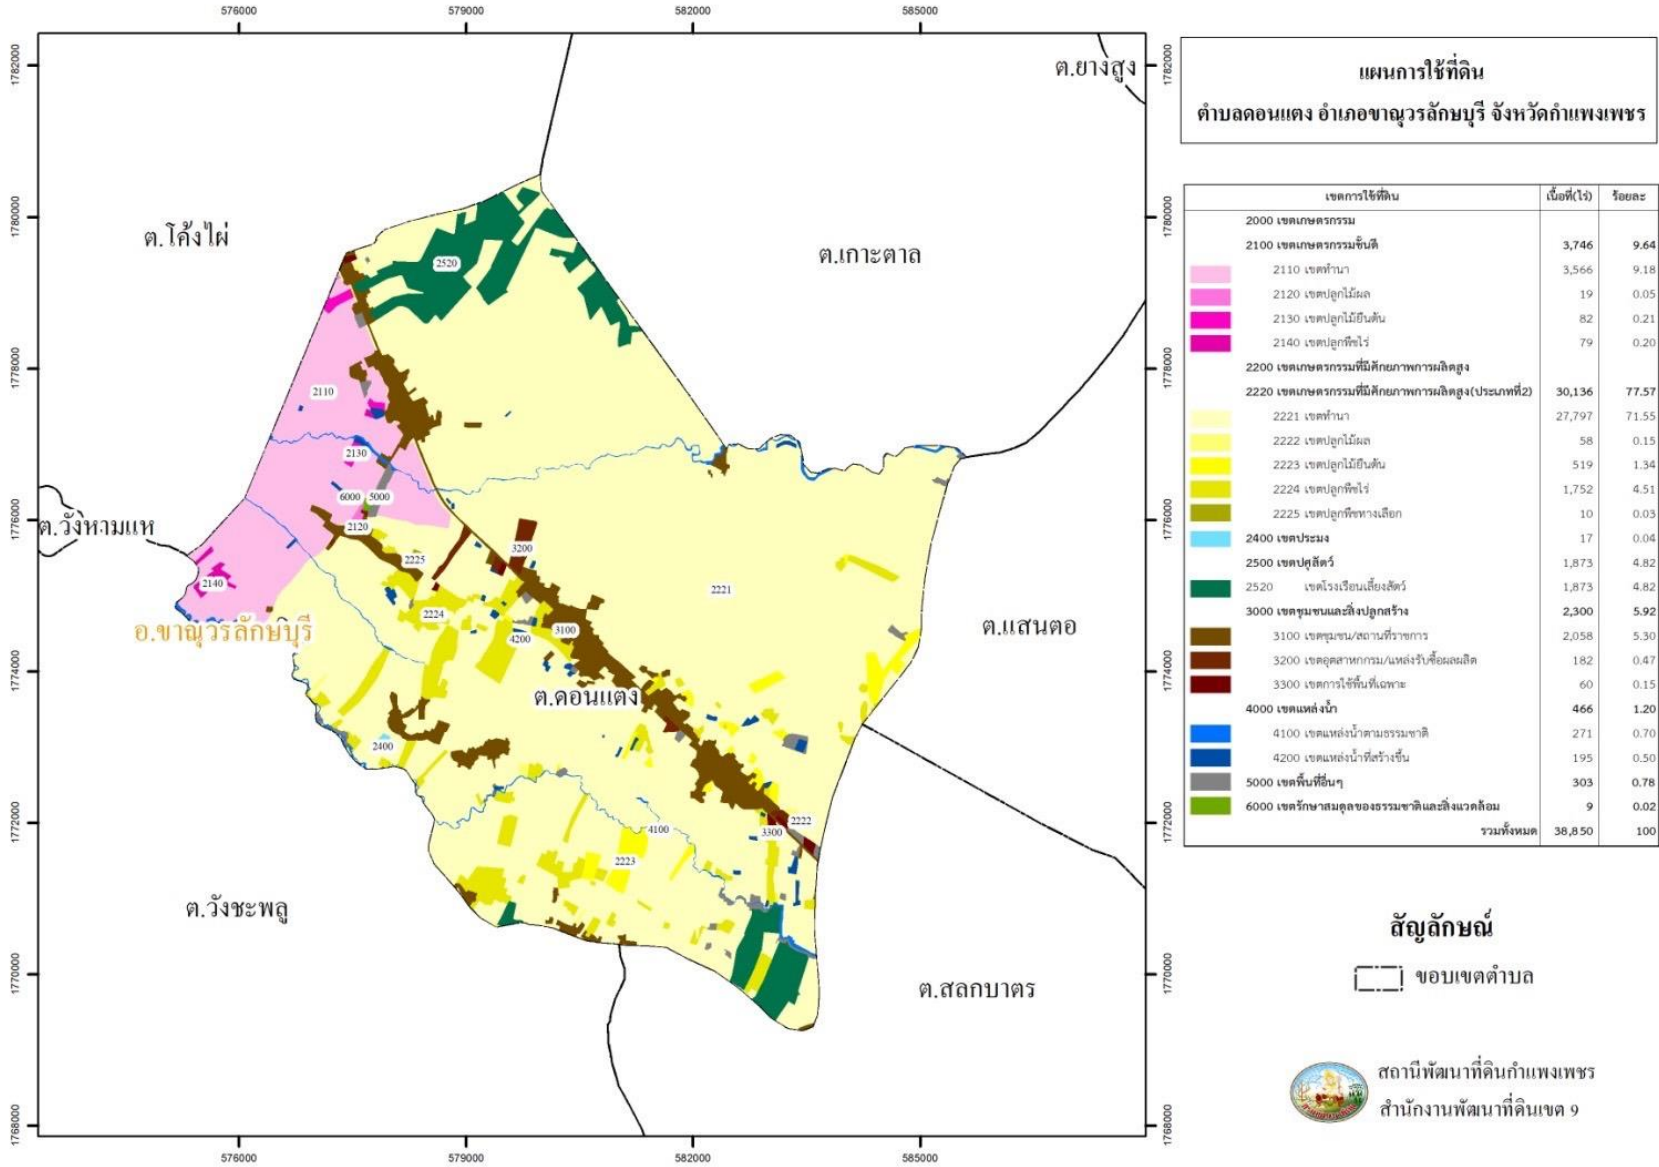 576000 579000 582000 585000
1782000 1782000
1780000 1780000
1778000 1778000
1776000 1776000
1774000 1774000
1772000 1772000
1770000 1770000
1768000 1768000
ต.ยางสูง
ต.โค้งไผ่
ต.เกาะตาล
2520
2110
2130
6000 5000
2120
ต.วังหามแห
3200
2225
2140
2221
2224
อ.ขาณุวรลักษบุรี
4200
3100
ต.แสนตอ
ต.ดอนแตง
2400
4100
3300
2222
2223
ต.วังชะพลู
ต.สลกบาตร
576000 579000 582000 585000
แผนการใช้ที่ดิน
ตำบลดอนแตง อำเภอขาณุวรลักษบุรี จังหวัดกำแพงเพชร
เขตการใช้ที่ดิน เนื้อที่(ไร่) ร้อยละ
2000 เขตเกษตรกรรม
2100 เขตเกษตรกรรมชั้นดี 3,746 9.64
2110 เขตทำนา 3,566 9.18
2120 เขตปลูกไม้ผล 19 0.05
2130 เขตปลูกไม้ยืนต้น 82 0.21
2140 เขตปลูกพืชไร่ 79 0.20
2200 เขตเกษตรกรรมที่มีศักยภาพการผลิตสูง
2220 เขตเกษตรกรรมที่มีศักยภาพการผลิตสูง(ประเภทที่2) 30,136 77.57
2221 เขตทำนา 27,797 71.55
2222 เขตปลูกไม้ผล 58 0.15
2223 เขตปลูกไม้ยืนต้น 519 1.34
2224 เขตปลูกพืชไร่ 1,752 4.51
2225 เขตปลูกพืชทางเลือก 10 0.03
2400 เขตประมง 17 0.04
2500 เขตปศุสัตว์ 1,873 4.82
2520 เขตโรงเรือนเลี้ยงสัตว์ 1,873 4.82
3000 เขตชุมชนและสิ่งปลูกสร้าง 2,300 5.92
3100 เขตชุมชน/สถานที่ราชการ 2,058 5.30
3200 เขตอุตสาหกรรม/แหล่งรับซื้อผลผลิต 182 0.47
3300 เขตการใช้พื้นที่เฉพาะ 60 0.15
4000 เขตแหล่งน้ำ 466 1.20
4100 เขตแหล่งน้ำตามธรรมชาติ 271 0.70
4200 เขตแหล่งน้ำที่สร้างขึ้น 195 0.50
5000 เขตพื้นที่อื่นๆ 303 0.78
6000 เขตรักษาสมดุลของธรรมชาติและสิ่งแวดล้อม 9 0.02
รวมทั้งหมด 38,850 100
สัญลักษณ์
ขอบเขตตำบล
สถานีพัฒนาที่ดินกำแพงเพชร
สำนักงานพัฒนาที่ดินเขต 9